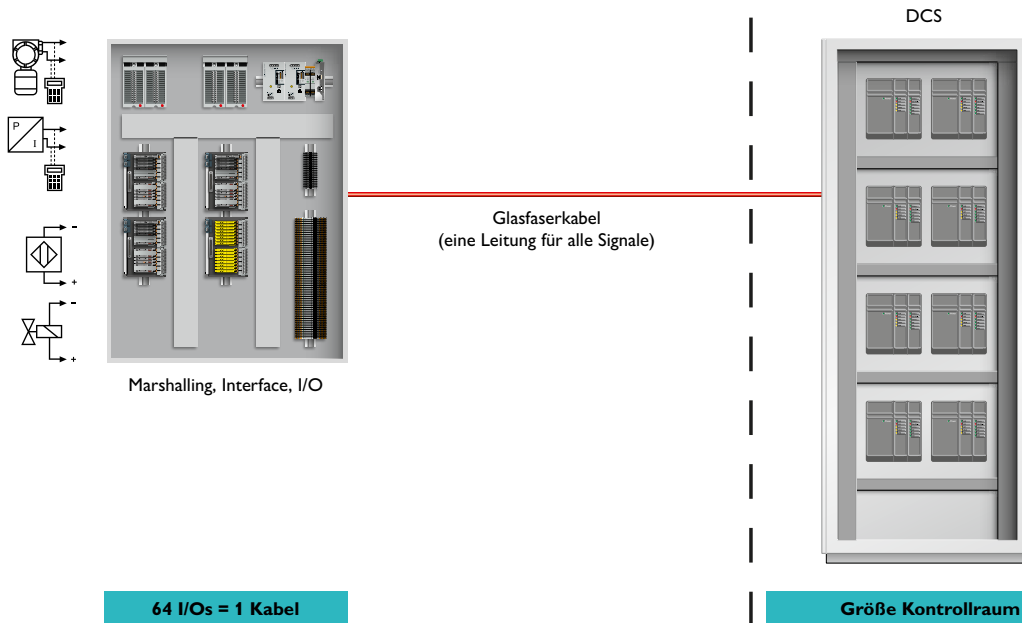 DCS
P
I
-
+
-
+
Glasfaserkabel
(eine Leitung für alle Signale)
Marshalling, Interface, I/O
64 I/Os = 1 Kabel
Größe Kontrollraum